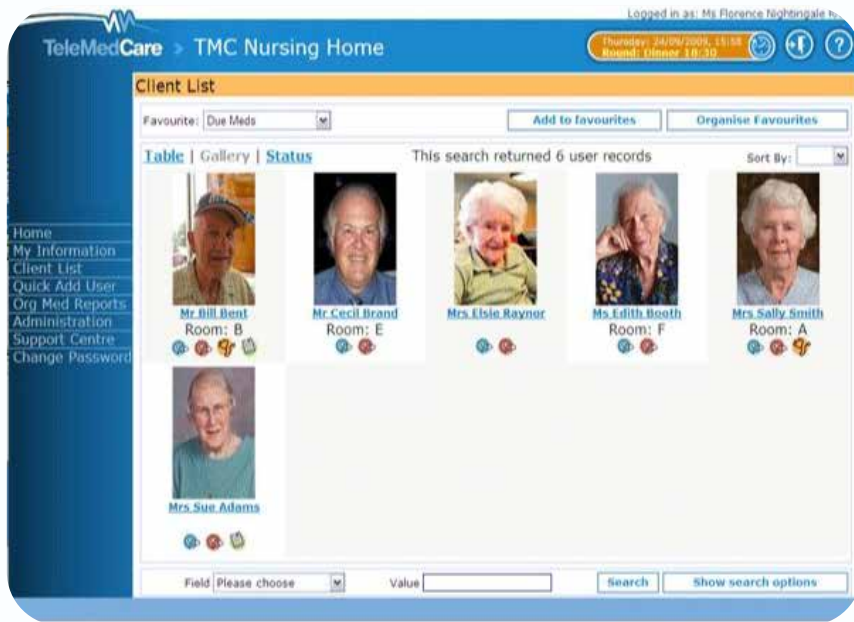 Logged in as: Ms Florence Nightingale
TeleMedCare > TMC Nursing Home
Thursday: 24/09/2009, 15:58
Round: Dinner 18:30
?
Client List
Favourite: Due Meds
Add to favourites
Organise Favourites
Table | Gallery | Status
This search returned 6 user records
Sort By:
Mr Bill Bent
Room: B
Mr Cecil Brand
Room: E
Mrs Elsie Raynor
Ms Edith Booth
Room: F
Mrs Sally Smith
Room: A
Mrs Sue Adams
Home
My Information
Client List
Quick Add User
Org Med Reports
Administration
Support Centre
Change Password
Field Please choose
Value
Search
Show search options